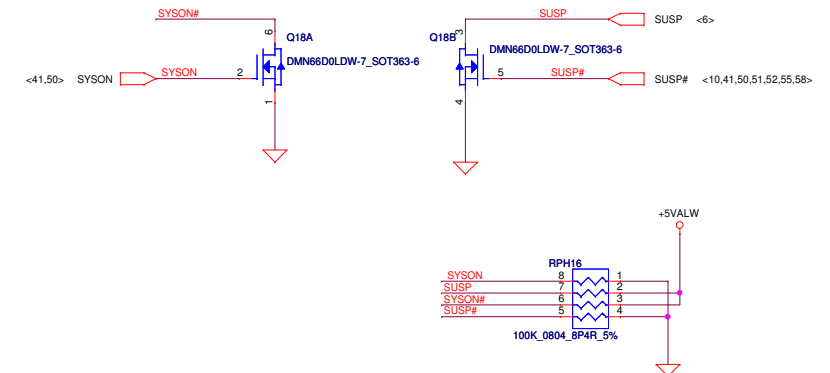 SYSON#
SUSP
SUSP <6>
6
Q18A
Q18B
3
DMN66D0LDW-7_SOT363-6
DMN66D0LDW-7_SOT363-6
<41,50> SYSON
SYSON
2
5
SUSP#
SUSP# <10,41,50,51,52,55,58>
1
4
+5VALW
RPH16
SYSON 8 1
SUSP 7 2
SYSON# 6 3
SUSP# 5 4
100K_0804_8P4R_5%